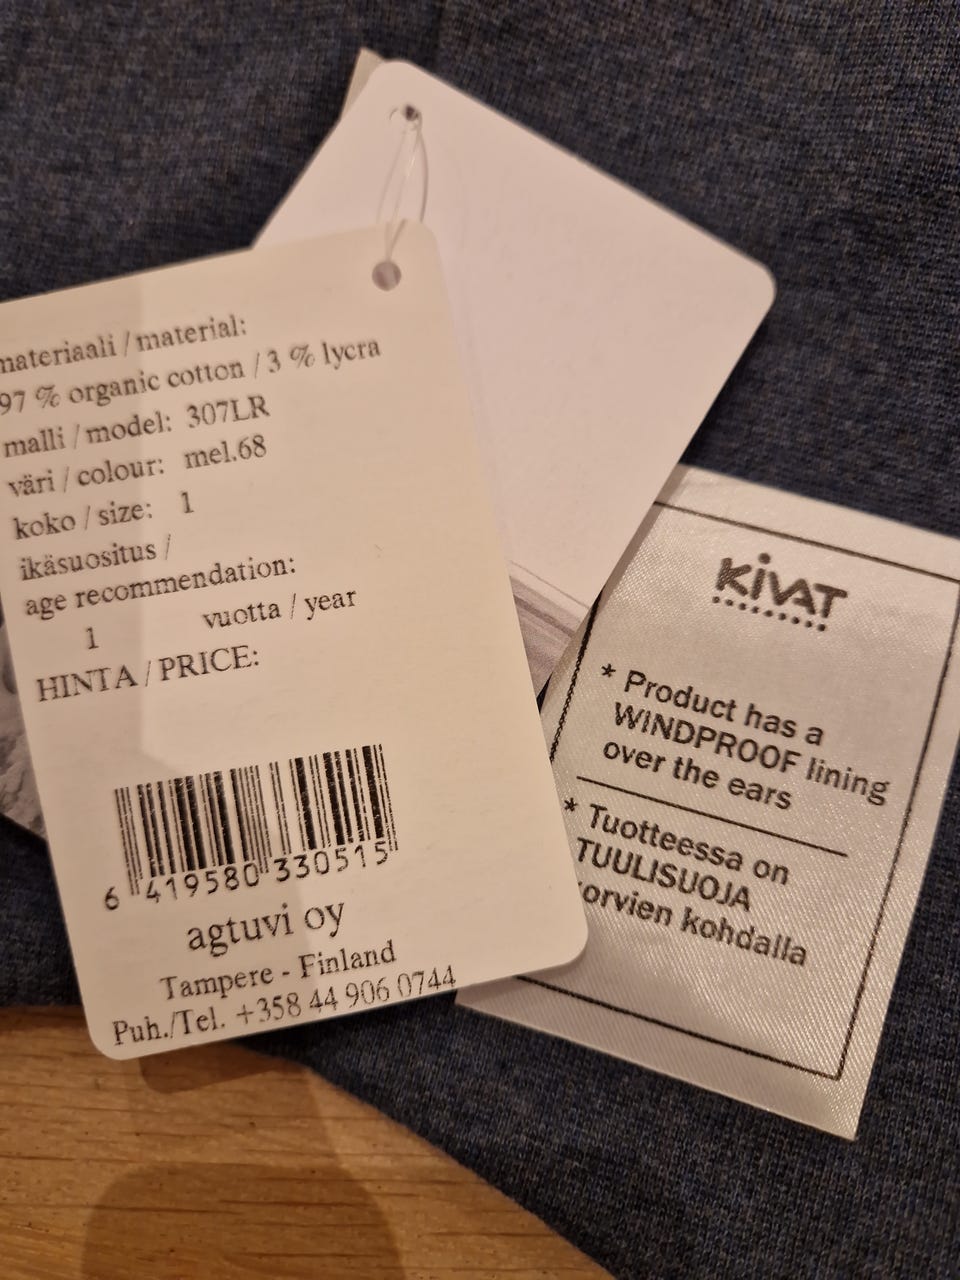 materiaali / material:
97 % organic cotton / 3 % lycra
malli / model: 307LR
väri / colour: mel.68
koko / size: 1
ikäsuositus /
age recommendation:
1 vuotta / year
HINTA / PRICE:
6 419580 330515
agtuvi oy
Tampere - Finland
Puh./Tel. +358 44 906 0744
KIVAT
* Product has a
WINDPROOF lining
over the ears
* Tuotteessa on
TUULISUOJA
korvien kohdalla